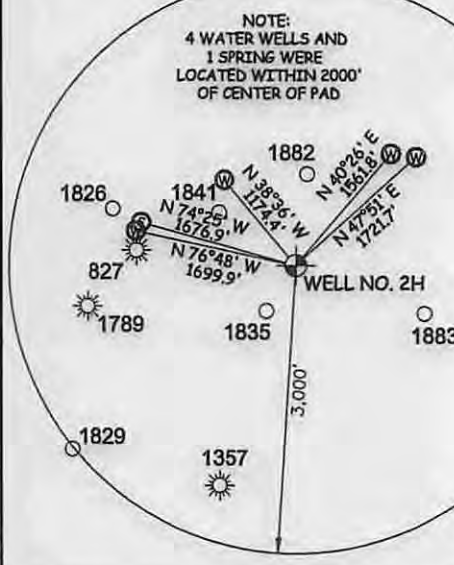 NOTE:
4 WATER WELLS AND
1 SPRING WERE
LOCATED WITHIN 2000'
OF CENTER OF PAD
1882
N 40°26' E
1561.8'
W
W
W
N 38°36' W
1174.4'
N 47°51' E
1721.7'
1826
1841
S
W
N 74°25' W
1676.9'
N 76°48' W
1699.9'
827
WELL NO. 2H
1789
1835
1883
3,000'
1829
1357